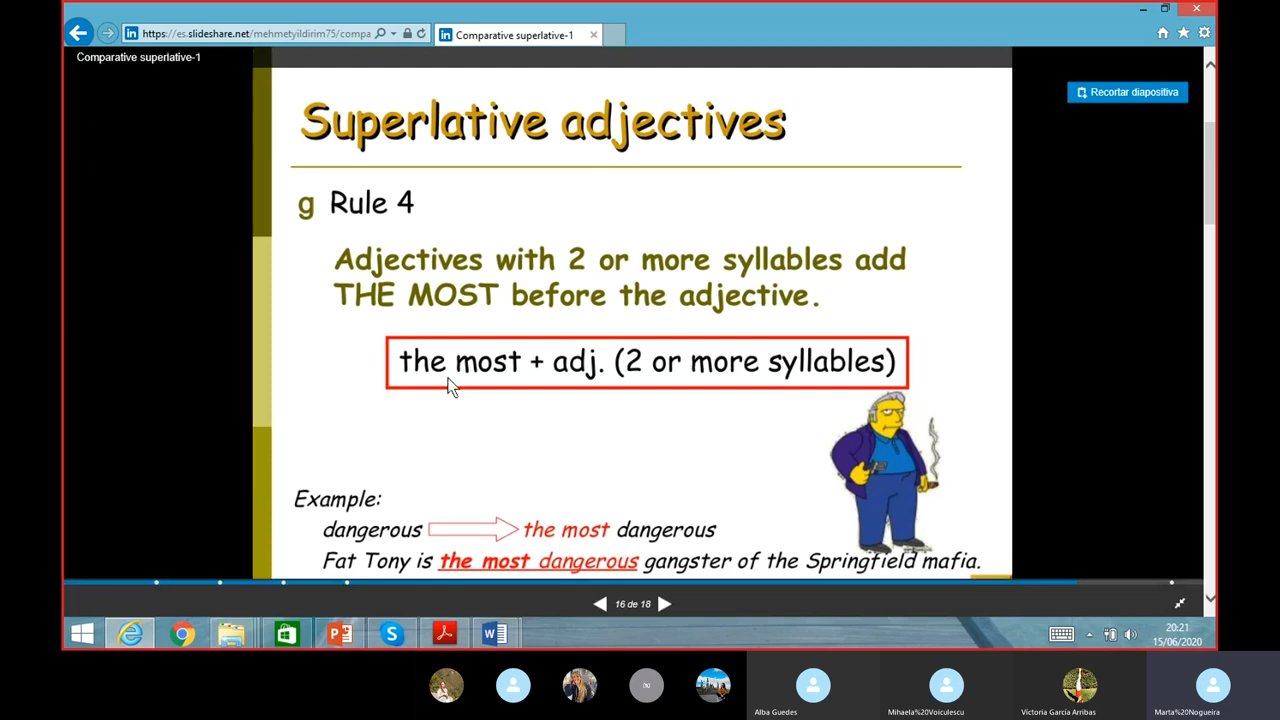 https://es.slideshare.net/mehmetyildirim75/compa
Comparative superlative-1
Comparative superlative-1
Recortar diapositiva
Superlative adjectives
g Rule 4
Adjectives with 2 or more syllables add
THE MOST before the adjective.
the most + adj. (2 or more syllables)
Example:
dangerous the most dangerous
Fat Tony is the most dangerous gangster of the Springfield mafia.
16 de 18
20:21
15/06/2020
Alba Guedes
Mihaela%20Voiculescu
Víctoria García Arribas
Marta%20Nogueira